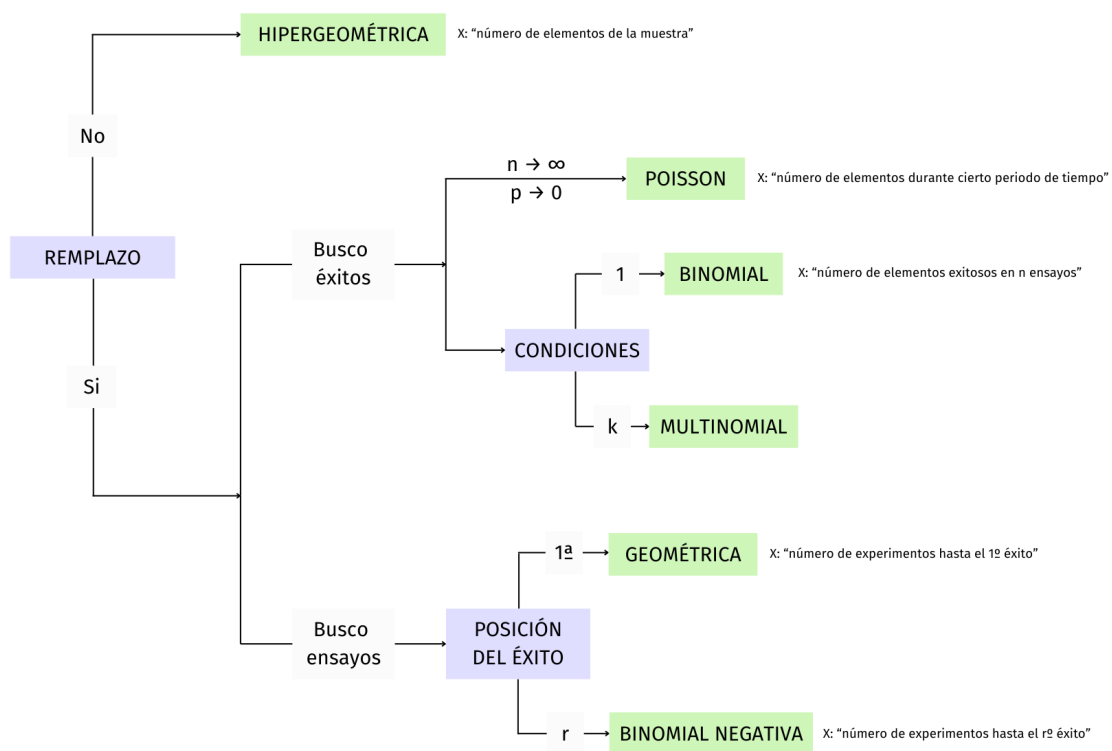 HIPERGEOMÉTRICA
X: “número de elementos de la muestra”
No
n → ∞
p → 0
POISSON
X: “número de elementos durante cierto periodo de tiempo”
REMPLAZO
Busco
éxitos
1
BINOMIAL
X: “número de elementos exitosos en n ensayos”
CONDICIONES
Si
k
MULTINOMIAL
1ª
GEOMÉTRICA
X: “número de experimentos hasta el 1º éxito”
Busco
ensayos
POSICIÓN
DEL ÉXITO
r
BINOMIAL NEGATIVA
X: “número de experimentos hasta el rº éxito”